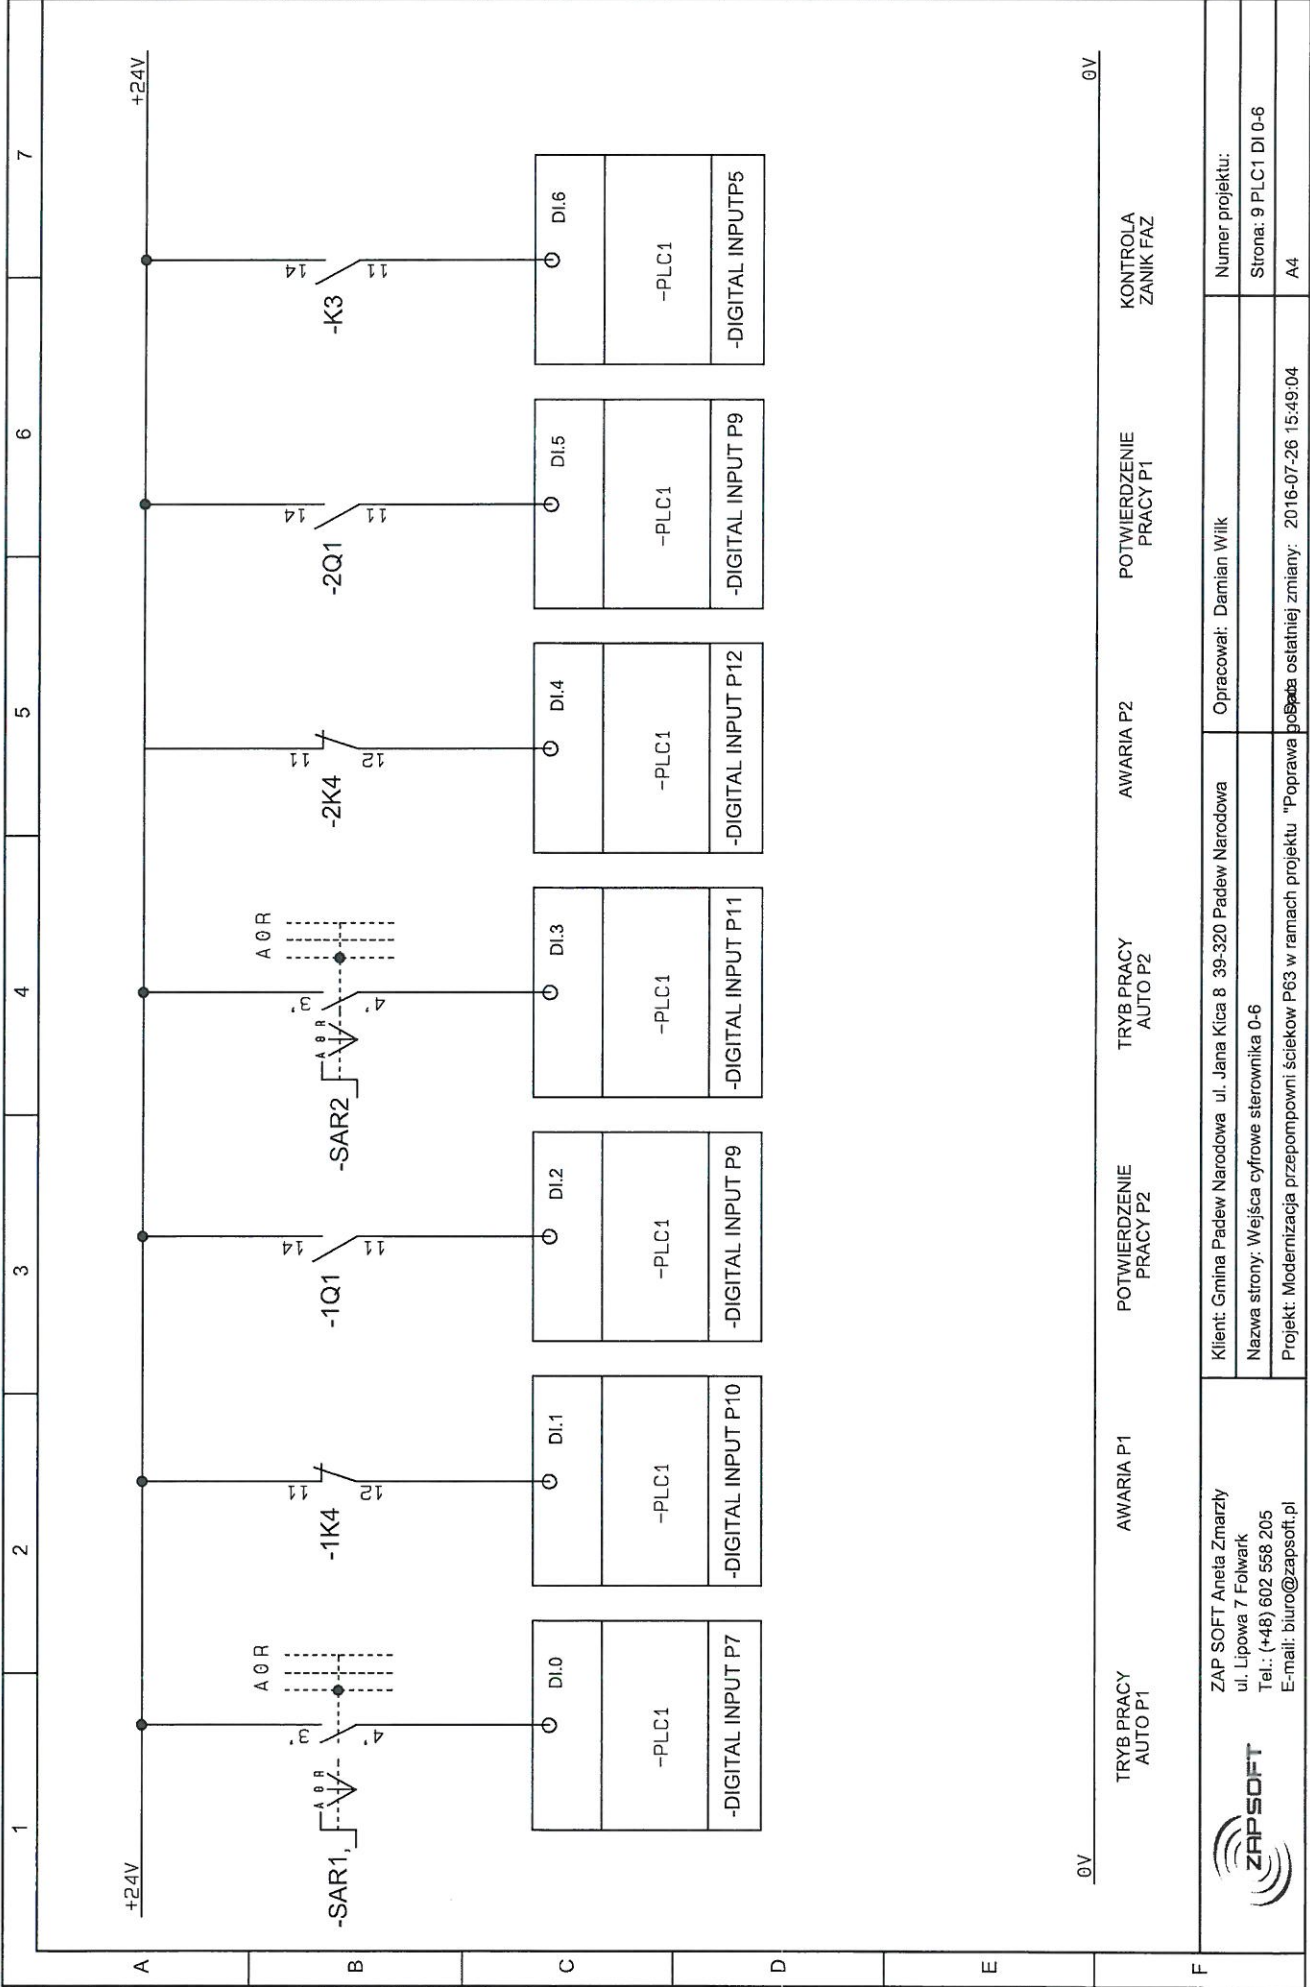 1
2
3
4
5
6
7
A
B
C
D
E
F
+24V
+24V
-SAR1,
A 0 R
A 0 R
3'
4'
-1K4
11
12
-1Q1
14
11
-SAR2
A 0 R
A 0 R
3'
4'
-2K4
11
12
-2Q1
14
11
-K3
14
11
DI.0
DI.1
DI.2
DI.3
DI.4
DI.5
DI.6
-PLC1
-PLC1
-PLC1
-PLC1
-PLC1
-PLC1
-PLC1
-DIGITAL INPUT P7
-DIGITAL INPUT P10
-DIGITAL INPUT P9
-DIGITAL INPUT P11
-DIGITAL INPUT P12
-DIGITAL INPUT P9
-DIGITAL INPUTP5
0V
0V
TRYB PRACY
AUTO P1
AWARIA P1
POTWIERDZENIE
PRACY P2
TRYB PRACY
AUTO P2
AWARIA P2
POTWIERDZENIE
PRACY P1
KONTROLA
ZANIK FAZ
ZAPSOFT
ZAP SOFT Aneta Zmarzły
ul. Lipowa 7 Folwark
Tel.: (+48) 602 558 205
E-mail: biuro@zapsoft.pl
Klient: Gmina Padew Narodowa ul. Jana Kica 8 39-320 Padew Narodowa
Nazwa strony: Wejśca cyfrowe sterownika 0-6
Projekt: Modernizacja przepompowni ściekow P63 w ramach projektu "Poprawa
Opracował: Damian Wilk
ostatniej zmiany: 2016-07-26 15:49:04
Numer projektu:
Strona: 9 PLC1 DI 0-6
A4